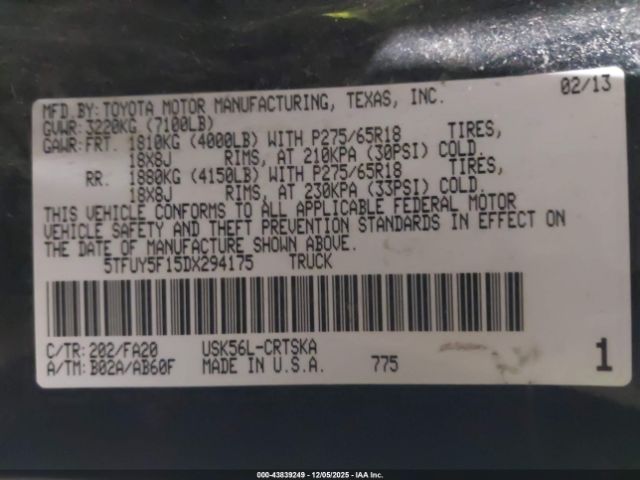 MFD.BY:TOYOTA MOTOR MANUFACTURING, TEXAS, INC. 02/13
GVWR:3220KG (7100LB)
GAWR:FRT. 1810KG (4000LB) WITH P275/65R18 TIRES,
18X8J RIMS, AT 210KPA (30PSI) COLD.
RR. 1880KG (4150LB) WITH P275/65R18 TIRES,
18X8J RIMS, AT 230KPA (33PSI) COLD.
THIS VEHICLE CONFORMS TO ALL APPLICABLE FEDERAL MOTOR
VEHICLE SAFETY AND THEFT PREVENTION STANDARDS IN EFFECT ON
THE DATE OF MANUFACTURE SHOWN ABOVE.
5TFUY5F15DX294175 TRUCK
C/TR:202/FA20 USK56L-CRTSKA
A/TM:B02A/AB60F MADE IN U.S.A. 775 1
000-43839249 - 12/05/2025 - IAA Inc.